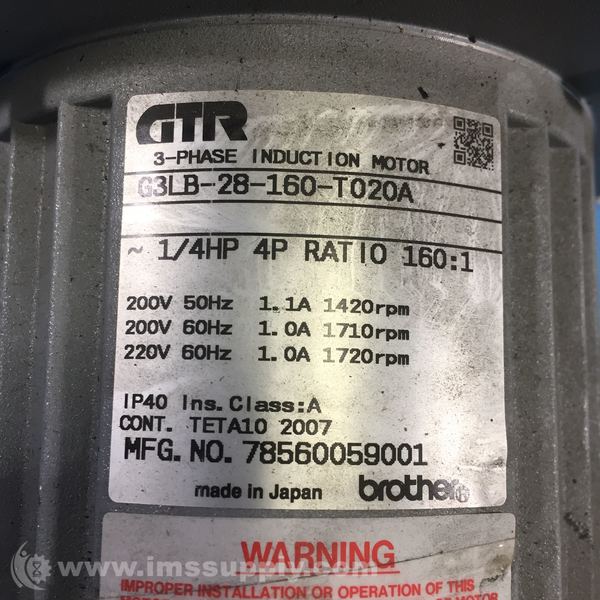 GTR
3-PHASE INDUCTION MOTOR
G3LB-28-160-T020A
~ 1/4HP 4P RATIO 160:1
200V 50Hz 1.1A 1420rpm
200V 60Hz 1.0A 1710rpm
220V 60Hz 1.0A 1720rpm
IP40 Ins.Class:A
CONT. TETA10 2007
MFG.NO. 78560059001
made in Japan brother
WARNING
www.imssupply.com
IMPROPER INSTALLATION OR OPERATION OF THIS
MOTOR